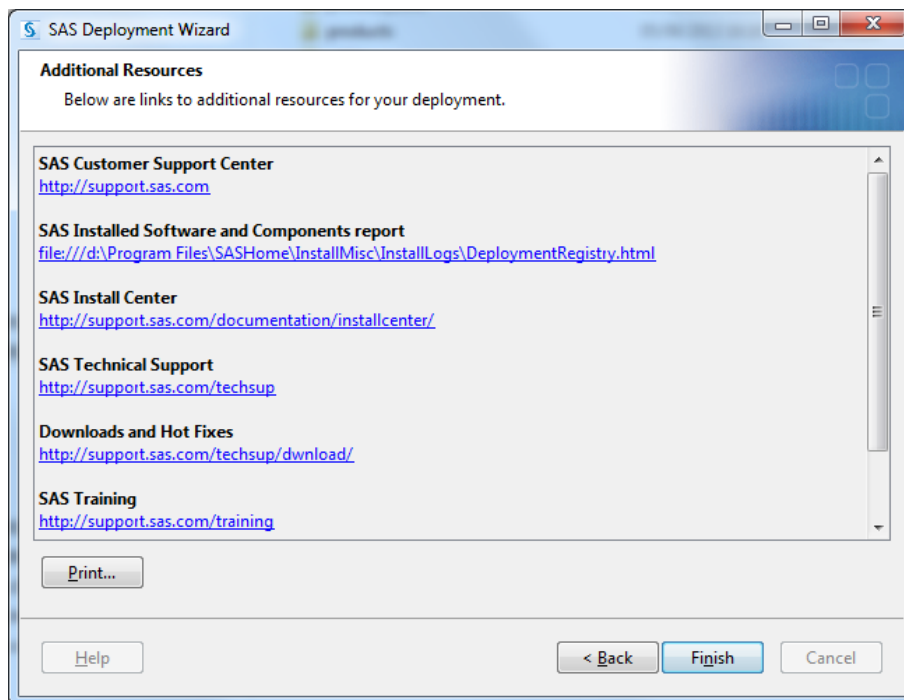 SAS Deployment Wizard
Additional Resources
Below are links to additional resources for your deployment.
SAS Customer Support Center
http://support.sas.com
SAS Installed Software and Components report
file:///d:\Program Files\SASHome\InstallMisc\InstallLogs\DeploymentRegistry.html
SAS Install Center
http://support.sas.com/documentation/installcenter/
SAS Technical Support
http://support.sas.com/techsup
Downloads and Hot Fixes
http://support.sas.com/techsup/dwnload/
SAS Training
http://support.sas.com/training
Print...
Help
< Back
Finish
Cancel